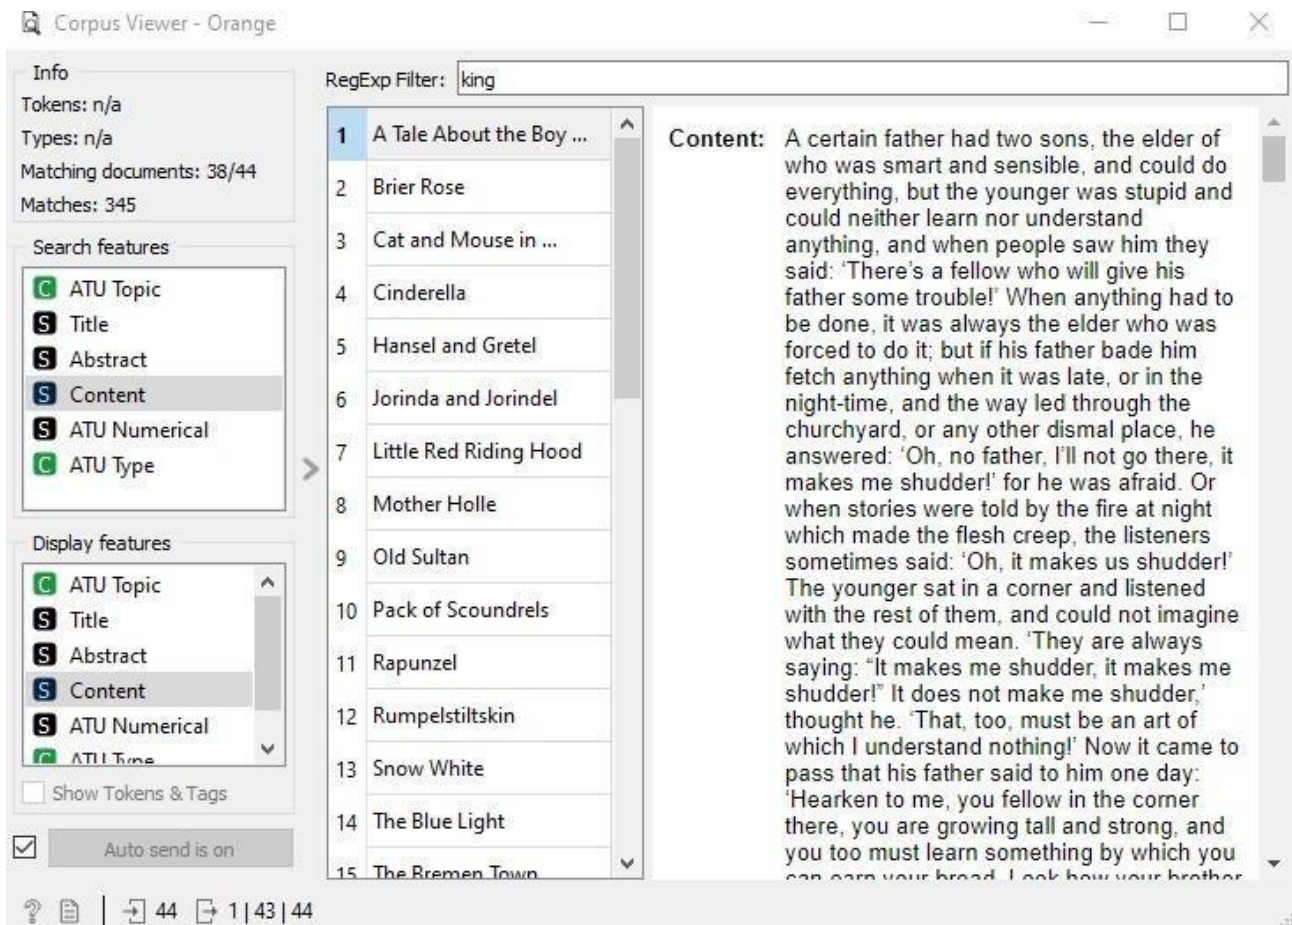 Corpus Viewer - Orange
Info
Tokens: n/a
Types: n/a
Matching documents: 38/44
Matches: 345
Search features
C ATU Topic
S Title
S Abstract
S Content
S ATU Numerical
C ATU Type
Display features
C ATU Topic
S Title
S Abstract
S Content
S ATU Numerical
C ATU Type
Show Tokens & Tags
Auto send is on
44
1 | 43 | 44
RegExp Filter: king
1 A Tale About the Boy ...
2 Brier Rose
3 Cat and Mouse in ...
4 Cinderella
5 Hansel and Gretel
6 Jorinda and Jorindel
7 Little Red Riding Hood
8 Mother Holle
9 Old Sultan
10 Pack of Scoundrels
11 Rapunzel
12 Rumpelstiltskin
13 Snow White
14 The Blue Light
15 The Bremen Town
Content: A certain father had two sons, the elder of
who was smart and sensible, and could do
everything, but the younger was stupid and
could neither learn nor understand
anything, and when people saw him they
said: ‘There’s a fellow who will give his
father some trouble!’ When anything had to
be done, it was always the elder who was
forced to do it; but if his father bade him
fetch anything when it was late, or in the
night-time, and the way led through the
churchyard, or any other dismal place, he
answered: ‘Oh, no father, I’ll not go there, it
makes me shudder!’ for he was afraid. Or
when stories were told by the fire at night
which made the flesh creep, the listeners
sometimes said: ‘Oh, it makes us shudder!’
The younger sat in a corner and listened
with the rest of them, and could not imagine
what they could mean. ‘They are always
saying: “It makes me shudder, it makes me
shudder!” It does not make me shudder,’
thought he. ‘That, too, must be an art of
which I understand nothing!’ Now it came to
pass that his father said to him one day:
‘Hearken to me, you fellow in the corner
there, you are growing tall and strong, and
you too must learn something by which you
can earn your bread. Look how your brother